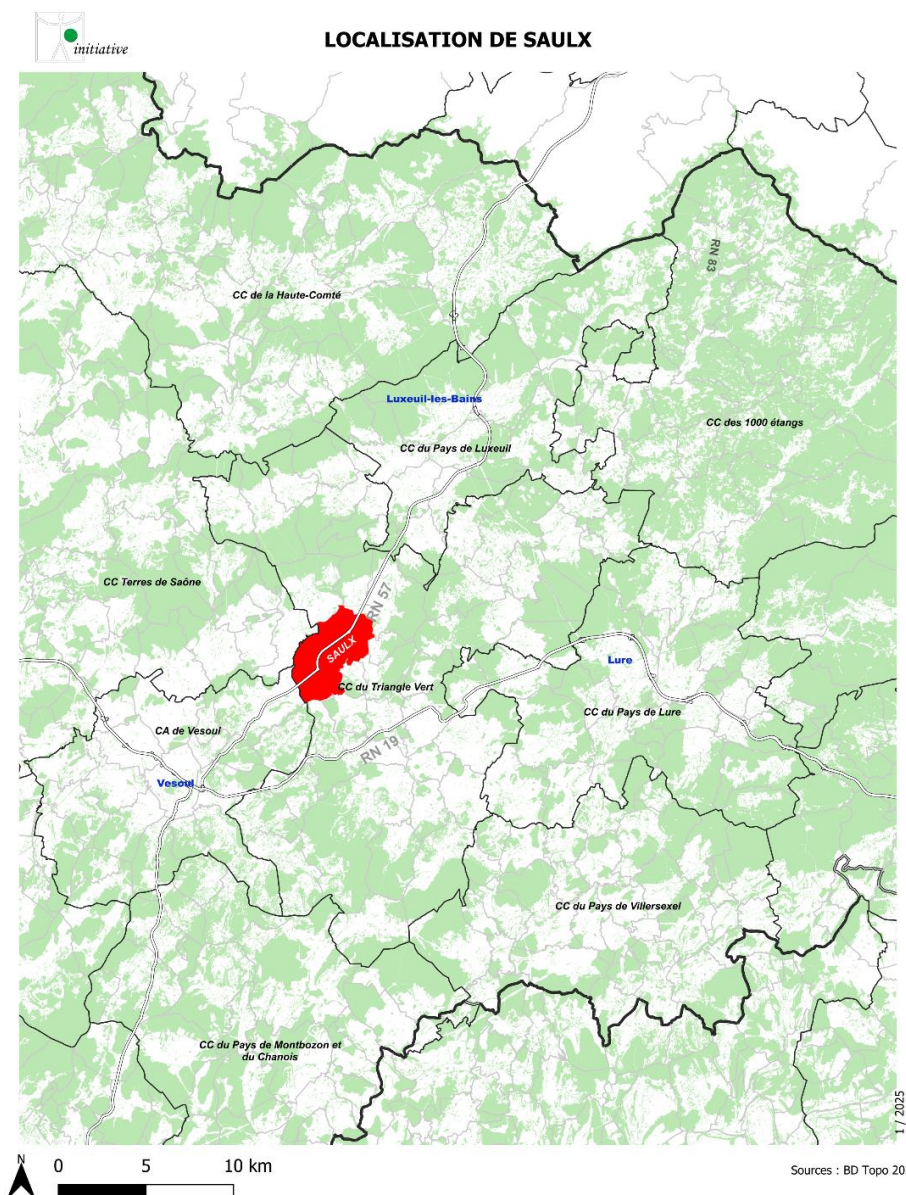 initiative
LOCALISATION DE SAULX
RN 83
CC de la Haute-Comté
Luxeuil-les-Bains
CC des 1000 étangs
CC du Pays de Luxeuil
CC Terres de Saône
RN 57
SAULX
Lure
CC du Triangle Vert
CC du Pays de Lure
CA de Vesoul
RN 19
Vesoul
CC du Pays de Villersexel
CC du Pays de Montbozon et
du Chanois
1 / 2025
N
0 5 10 km
Sources : BD Topo 20